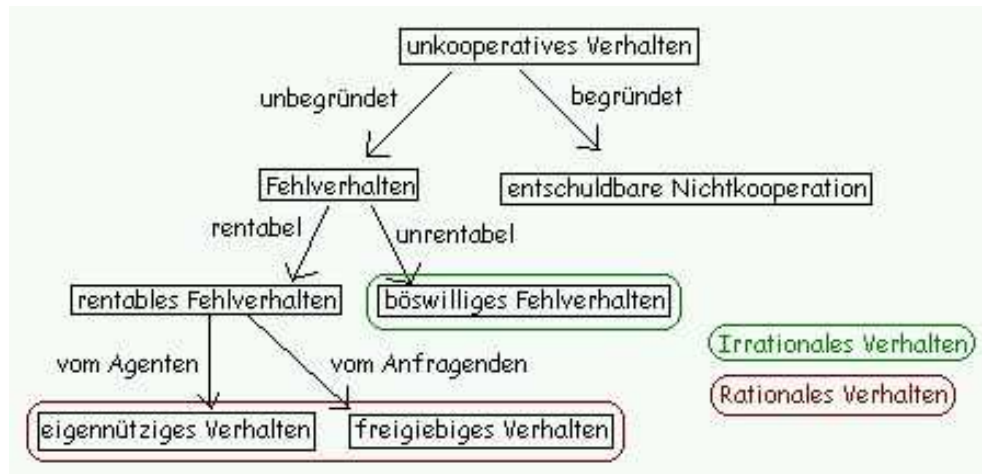 unkooperatives Verhalten
unbegründet
begründet
Fehlverhalten
entschuldbare Nichtkooperation
rentabel
unrentabel
rentables Fehlverhalten
böswilliges Fehlverhalten
Irrationales Verhalten
vom Agenten
vom Anfragenden
Rationales Verhalten
eigennütziges Verhalten
freigiebiges Verhalten